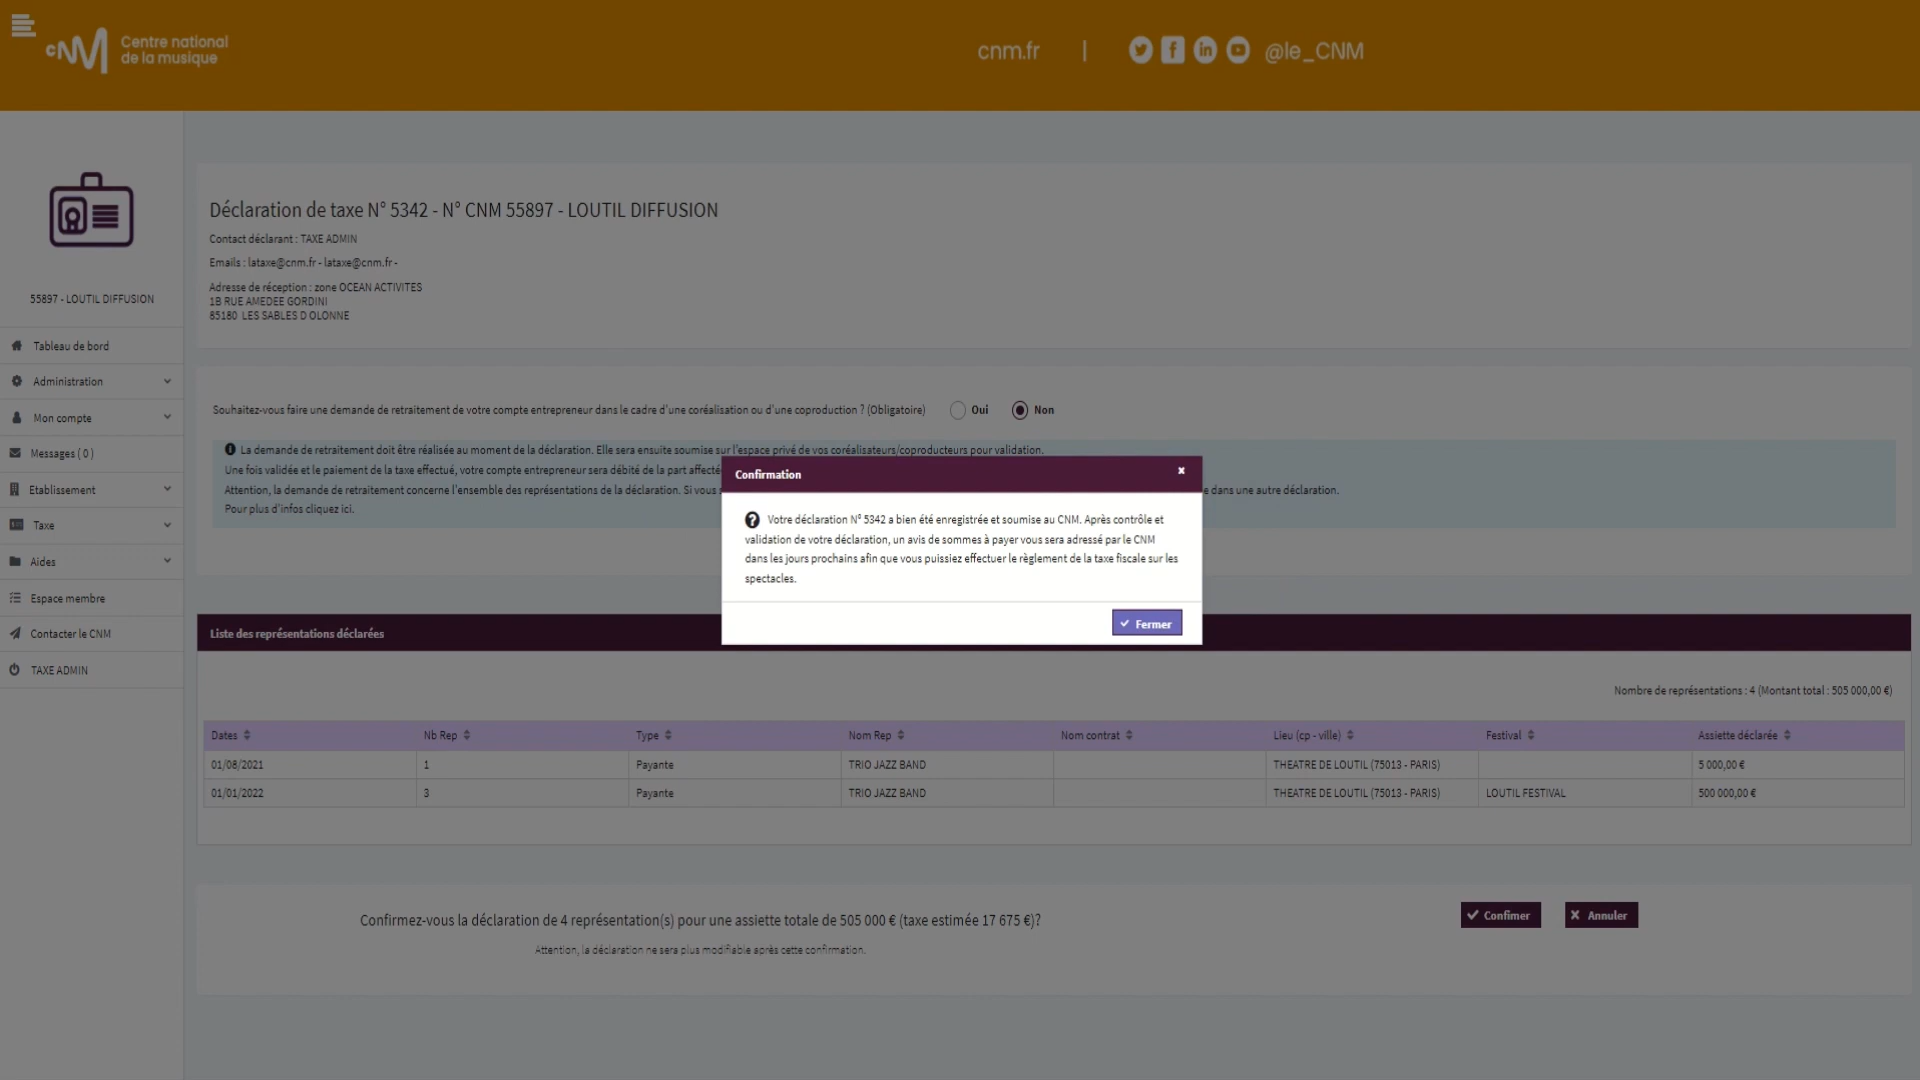 cNM Centre national
de la musique
cnm.fr | @le_CNM
55897 - LOUTIL DIFFUSION
Tableau de bord
Administration
Mon compte
Messages ( 0 )
Etablissement
Taxe
Aides
Espace membre
Contacter le CNM
TAXE ADMIN
Déclaration de taxe N° 5342 - N° CNM 55897 - LOUTIL DIFFUSION
Contact déclarant : TAXE ADMIN
Emails : lataxe@cnm.fr - lataxe@cnm.fr -
Adresse de réception : zone OCEAN ACTIVITES
1B RUE AMEDEE GORDINI
85180 LES SABLES D OLONNE
Souhaitez-vous faire une demande de retraitement de votre compte entrepreneur dans le cadre d'une coréalisation ou d'une coproduction ? (Obligatoire) Oui Non
La demande de retraitement doit être réalisée au moment de la déclaration. Elle sera ensuite soumise sur l'espace privé de vos coréalisateurs/coproducteurs pour validation.
Une fois validée et le paiement de la taxe effectué, votre compte entrepreneur sera débité de la part affecté
Attention, la demande de retraitement concerne l'ensemble des représentations de la déclaration. Si vous e dans une autre déclaration.
Pour plus d'infos cliquez ici.
Confirmation
Votre déclaration N° 5342 a bien été enregistrée et soumise au CNM. Après contrôle et
validation de votre déclaration, un avis de sommes à payer vous sera adressé par le CNM
dans les jours prochains afin que vous puissiez effectuer le règlement de la taxe fiscale sur les
spectacles.
Fermer
Liste des représentations déclarées
Nombre de représentations : 4 (Montant total : 505 000,00 €)
Dates Nb Rep Type Nom Rep Nom contrat Lieu (cp - ville) Festival Assiette déclarée
01/08/2021 1 Payante TRIO JAZZ BAND THEATRE DE LOUTIL (75013 - PARIS) 5 000,00 €
01/01/2022 3 Payante TRIO JAZZ BAND THEATRE DE LOUTIL (75013 - PARIS) LOUTIL FESTIVAL 500 000,00 €
Confirmez-vous la déclaration de 4 représentation(s) pour une assiette totale de 505 000 € (taxe estimée 17 675 €)?
Attention, la déclaration ne sera plus modifiable après cette confirmation.
Confimer
Annuler